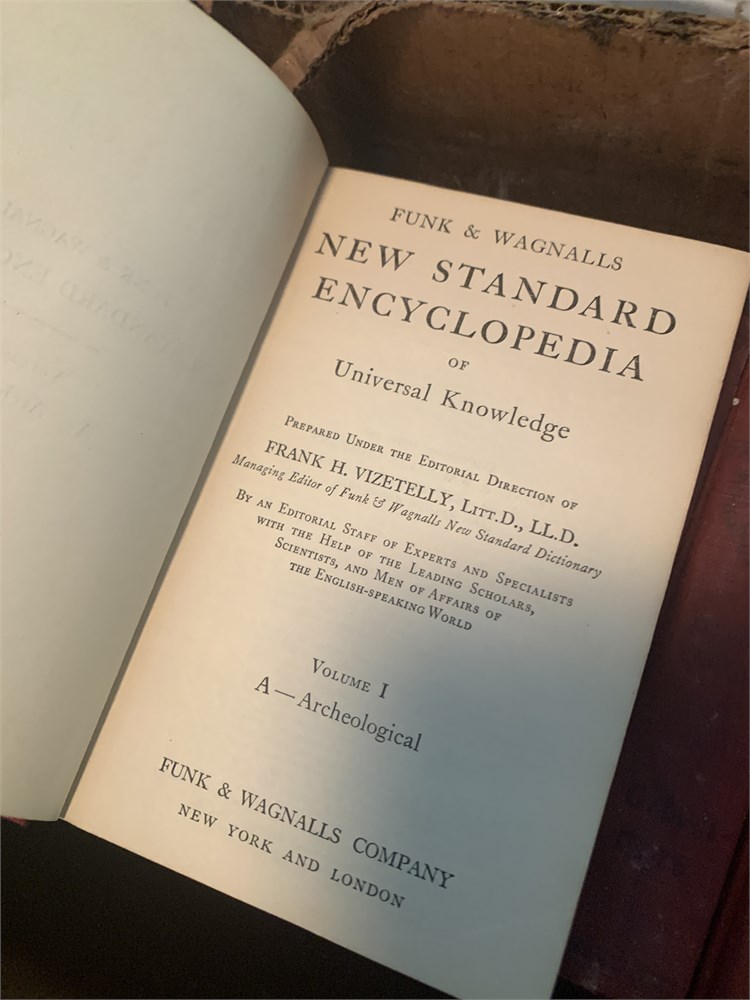 FUNK & WAGNALLS
NEW STANDARD
ENCYCLOPEDIA
OF
Universal Knowledge
PREPARED UNDER THE EDITORIAL DIRECTION OF
FRANK H. VIZETELLY, LITT.D., LL.D.
Managing Editor of Funk & Wagnalls New Standard Dictionary
BY AN EDITORIAL STAFF OF EXPERTS AND SPECIALISTS
WITH THE HELP OF THE LEADING SCHOLARS,
SCIENTISTS, AND MEN OF AFFAIRS OF
THE ENGLISH-SPEAKING WORLD
VOLUME I
A—Archeological
FUNK & WAGNALLS COMPANY
NEW YORK AND LONDON